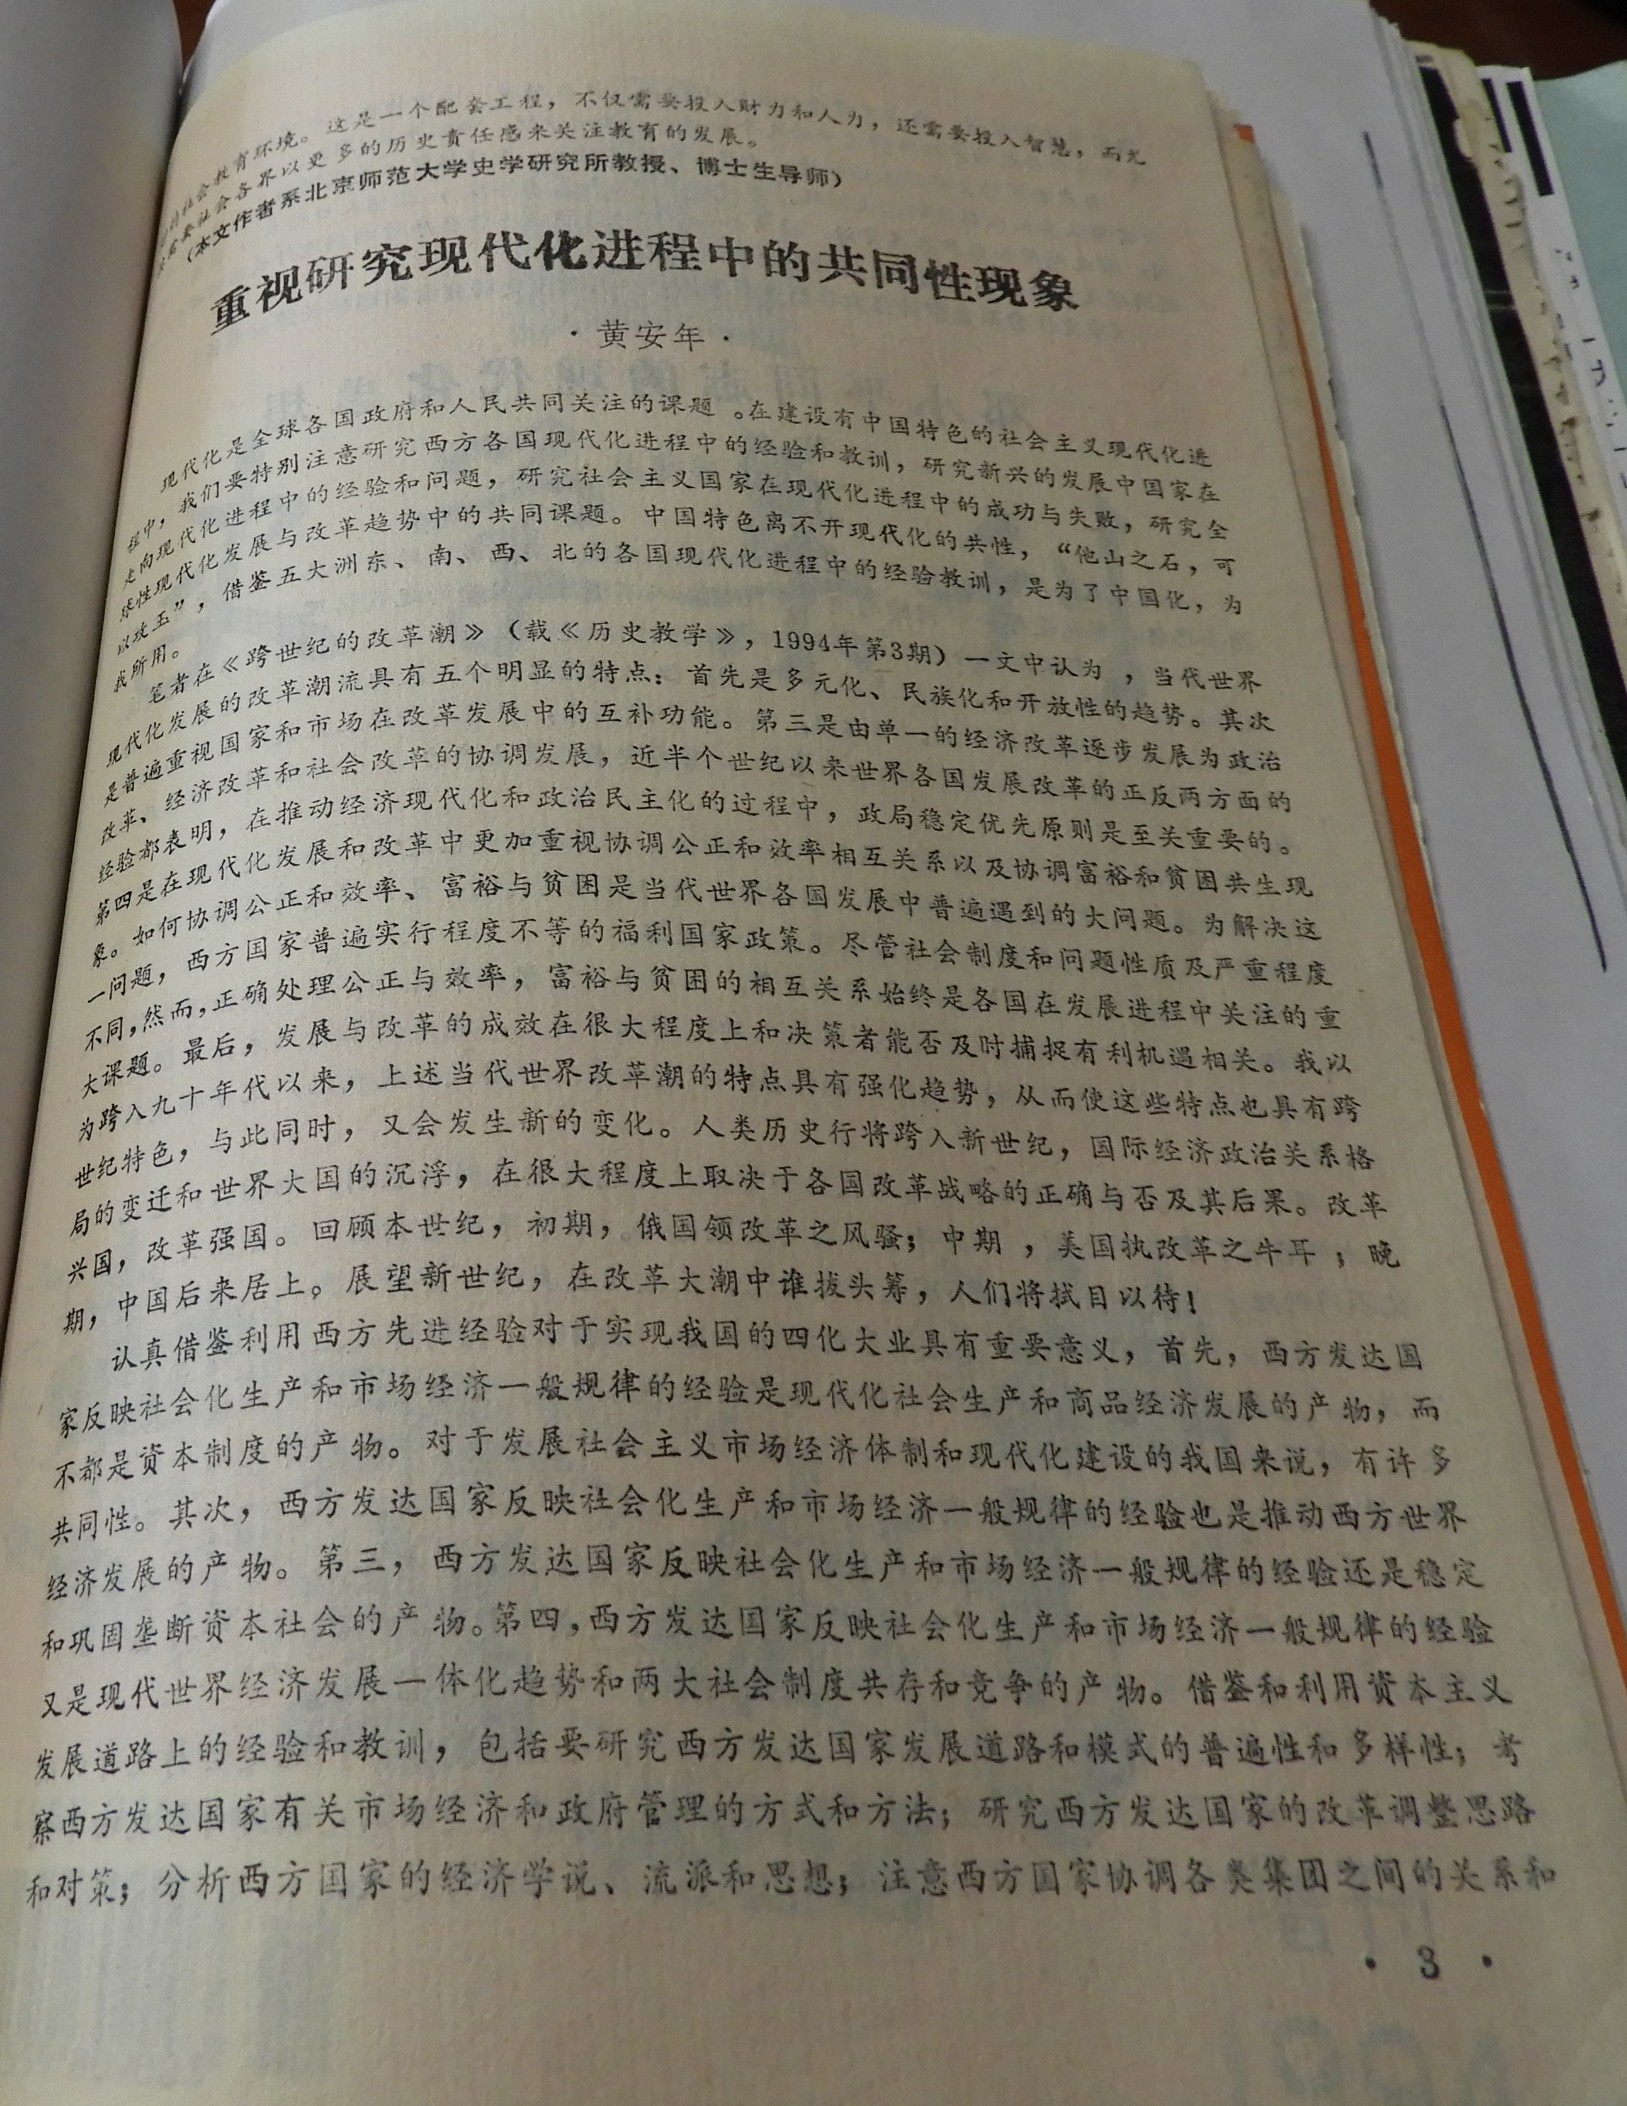 的社会教育环境。这是一个配套工程，不仅需要投入财力和人力，还需要投入智慧，而尤
需要社会各界以更多的历史责任感来关注教育的发展。
（本文作者系北京师范大学史学研究所教授、博士生导师）
重视研究现代化进程中的共同性现象
·黄安年·
现代化是全球各国政府和人民共同关注的课题。在建设有中国特色的社会主义现代化进
程中，我们要特别注意研究西方各国现代化进程中的经验和教训，研究新兴的发展中国家在
走向现代化进程中的经验和问题，研究社会主义国家在现代化进程中的成功与失败，研究全
球性现代化发展与改革趋势中的共同课题。中国特色离不开现代化的共性，“他山之石，可
以攻玉”，借鉴五大洲东、南、西、北的各国现代化进程中的经验教训，是为了中国化，为
我所用。
笔者在《跨世纪的改革潮》（载《历史教学》，1994年第3期）一文中认为，当代世界
现代化发展的改革潮流具有五个明显的特点：首先是多元化、民族化和开放性的趋势。其次
是普遍重视国家和市场在改革发展中的互补功能。第三是由单一的经济改革逐步发展为政治
改革、经济改革和社会改革的协调发展，近半个世纪以来世界各国发展改革的正反两方面的
经验都表明，在推动经济现代化和政治民主化的过程中，政局稳定优先原则是至关重要的。
第四是在现代化发展和改革中更加重视协调公正和效率相互关系以及协调富裕和贫困共生现
象。如何协调公正和效率、富裕与贫困是当代世界各国发展中普遍遇到的大问题。为解决这
一问题，西方国家普遍实行程度不等的福利国家政策。尽管社会制度和问题性质及严重程度
不同，然而，正确处理公正与效率，富裕与贫困的相互关系始终是各国在发展进程中关注的重
大课题。最后，发展与改革的成效在很大程度上和决策者能否及时捕捉有利机遇相关。我以
为跨入九十年代以来，上述当代世界改革潮的特点具有强化趋势，从而使这些特点也具有跨
世纪特色，与此同时，又会发生新的变化。人类历史行将跨入新世纪，国际经济政治关系格
局的变迁和世界大国的沉浮，在很大程度上取决于各国改革战略的正确与否及其后果。改革
兴国，改革强国。回顾本世纪，初期，俄国领改革之风骚；中期，美国执改革之牛耳；晚
期，中国后来居上。展望新世纪，在改革大潮中谁拔头筹，人们将拭目以待！
认真借鉴利用西方先进经验对于实现我国的四化大业具有重要意义，首先，西方发达国
家反映社会化生产和市场经济一般规律的经验是现代化社会生产和商品经济发展的产物，而
不都是资本制度的产物。对于发展社会主义市场经济体制和现代化建设的我国来说，有许多
共同性。其次，西方发达国家反映社会化生产和市场经济一般规律的经验也是推动西方世界
经济发展的产物。第三，西方发达国家反映社会化生产和市场经济一般规律的经验还是稳定
和巩固垄断资本社会的产物。第四，西方发达国家反映社会化生产和市场经济一般规律的经验
又是现代世界经济发展一体化趋势和两大社会制度共存和竞争的产物。借鉴和利用资本主义
发展道路上的经验和教训，包括要研究西方发达国家发展道路和模式的普遍性和多样性；考
察西方发达国家有关市场经济和政府管理的方式和方法；研究西方发达国家的改革调整思路
和对策；分析西方国家的经济学说、流派和思想；注意西方国家协调各类集团之间的关系和
·3·